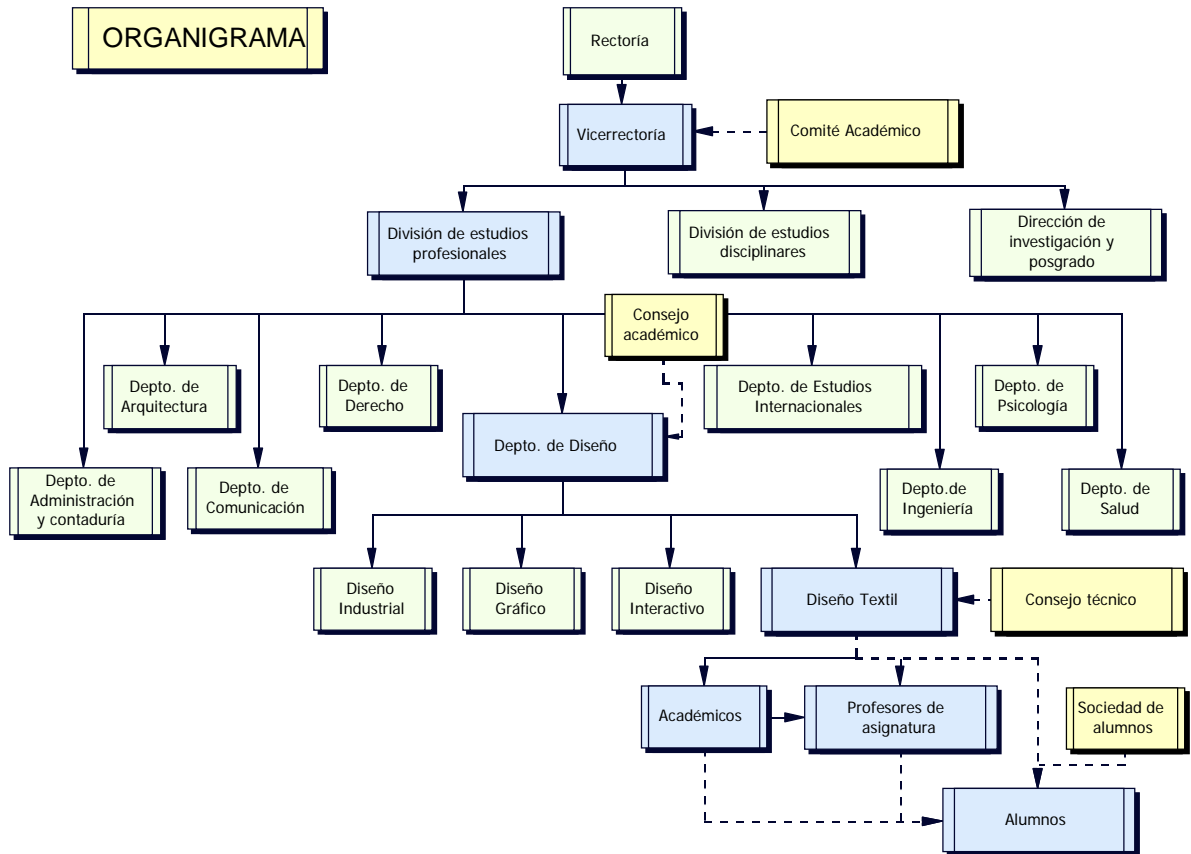 ORGANIGRAMA
Rectoría
Vicerrectoría
Comité Académico
División de estudios
profesionales
División de estudios
disciplinares
Dirección de
investigación y
posgrado
Consejo
académico
Depto. de
Arquitectura
Depto. de
Derecho
Depto. de Estudios
Internacionales
Depto. de
Psicología
Depto. de Diseño
Depto. de
Administración
y contaduría
Depto. de
Comunicación
Depto.de
Ingeniería
Depto. de
Salud
Diseño
Industrial
Diseño
Gráfico
Diseño
Interactivo
Diseño Textil
Consejo técnico
Académicos
Profesores de
asignatura
Sociedad de
alumnos
Alumnos